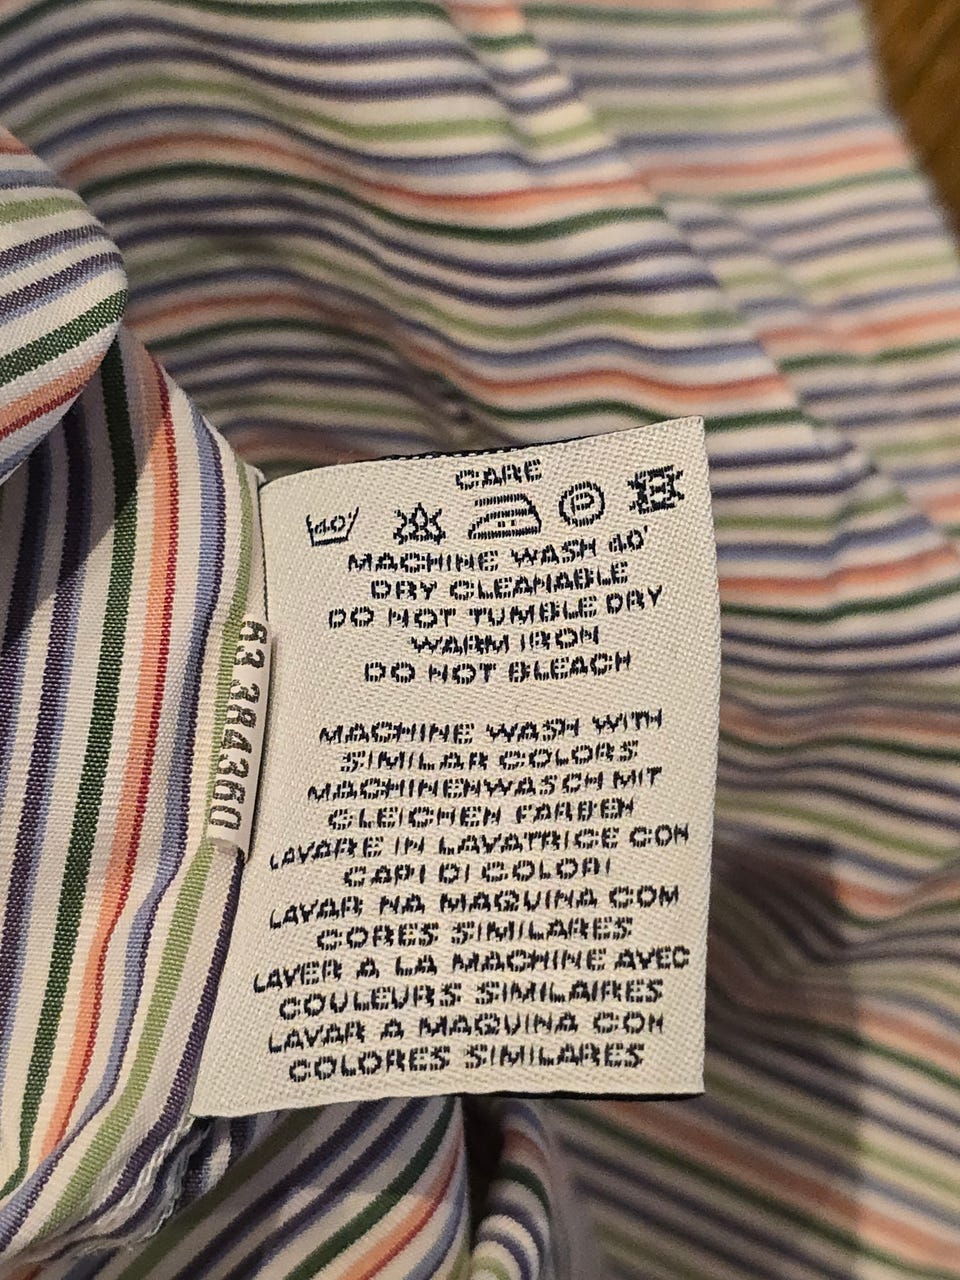 CARE
40°
P
MACHINE WASH 40°
DRY CLEANABLE
DO NOT TUMBLE DRY
WARM IRON
DO NOT BLEACH
MACHINE WASH WITH
SIMILAR COLORS
MACHINENWASCH MIT
GLEICHEN FARBEN
LAVARE IN LAVATRICE CON
CAPI DI COLORI
LAVAR NA MAQUINA COM
CORES SIMILARES
LAVER A LA MACHINE AVEC
COULEURS SIMILAIRES
LAVAR A MAQUINA CON
COLORES SIMILARES
63 384360